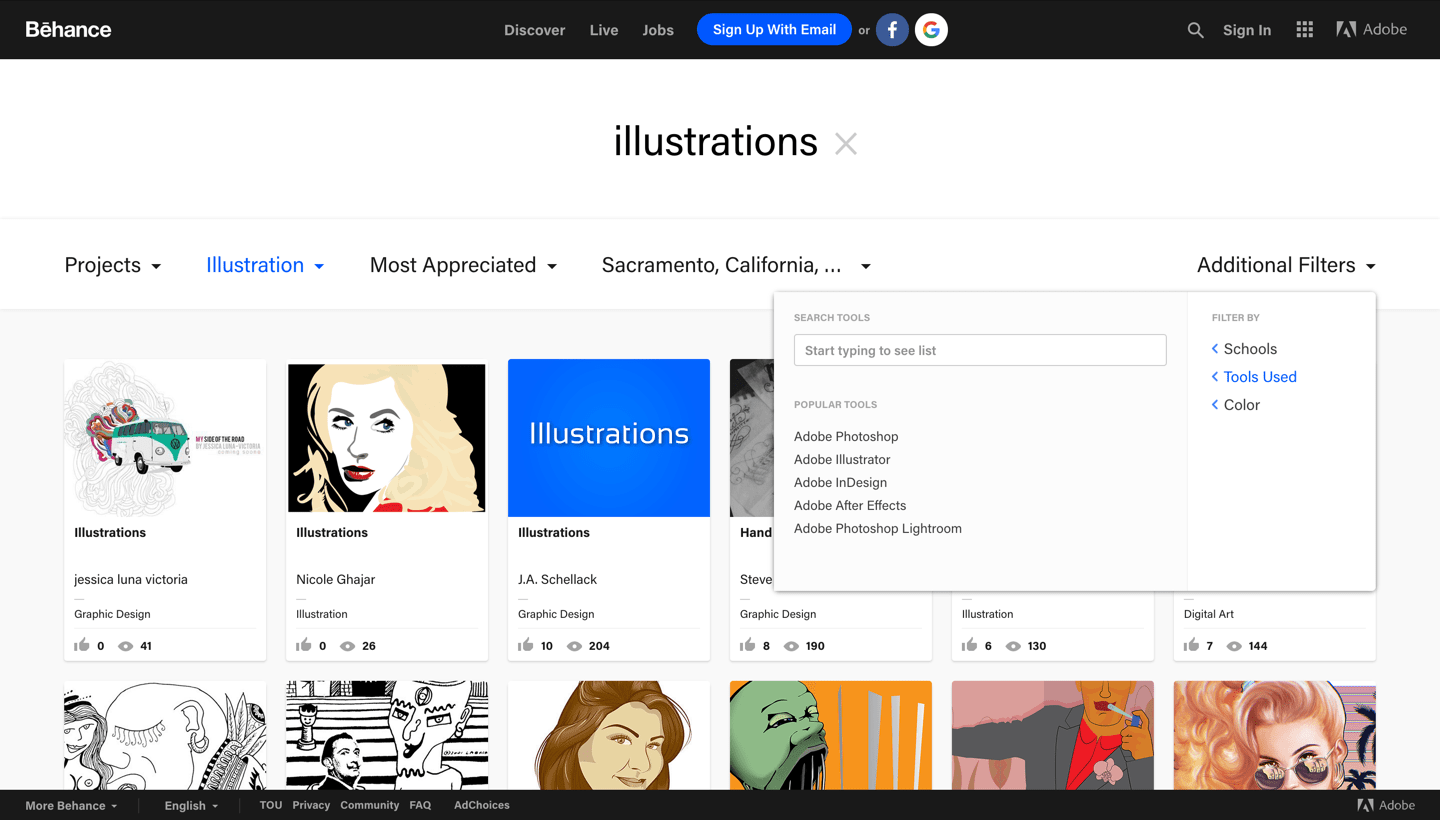 Bēhance
Discover Live Jobs Sign Up With Email or f G
Sign In Adobe
illustrations
Projects Illustration Most Appreciated Sacramento, California, ... Additional Filters
SEARCH TOOLS
Start typing to see list
POPULAR TOOLS
Adobe Photoshop
Adobe Illustrator
Adobe InDesign
Adobe After Effects
Adobe Photoshop Lightroom
FILTER BY
Schools
Tools Used
Color
MY SIDE OF THE ROAD
BY JESSICA LUNA-VICTORIA
coming soon
Illustrations
jessica luna victoria
Graphic Design
0 41
Illustrations
Nicole Ghajar
Illustration
0 26
Illustrations
Illustrations
J.A. Schellack
Graphic Design
10 204
Hand
Steve
Graphic Design
8 190
Illustration
6 130
Digital Art
7 144
More Behance English TOU Privacy Community FAQ AdChoices Adobe